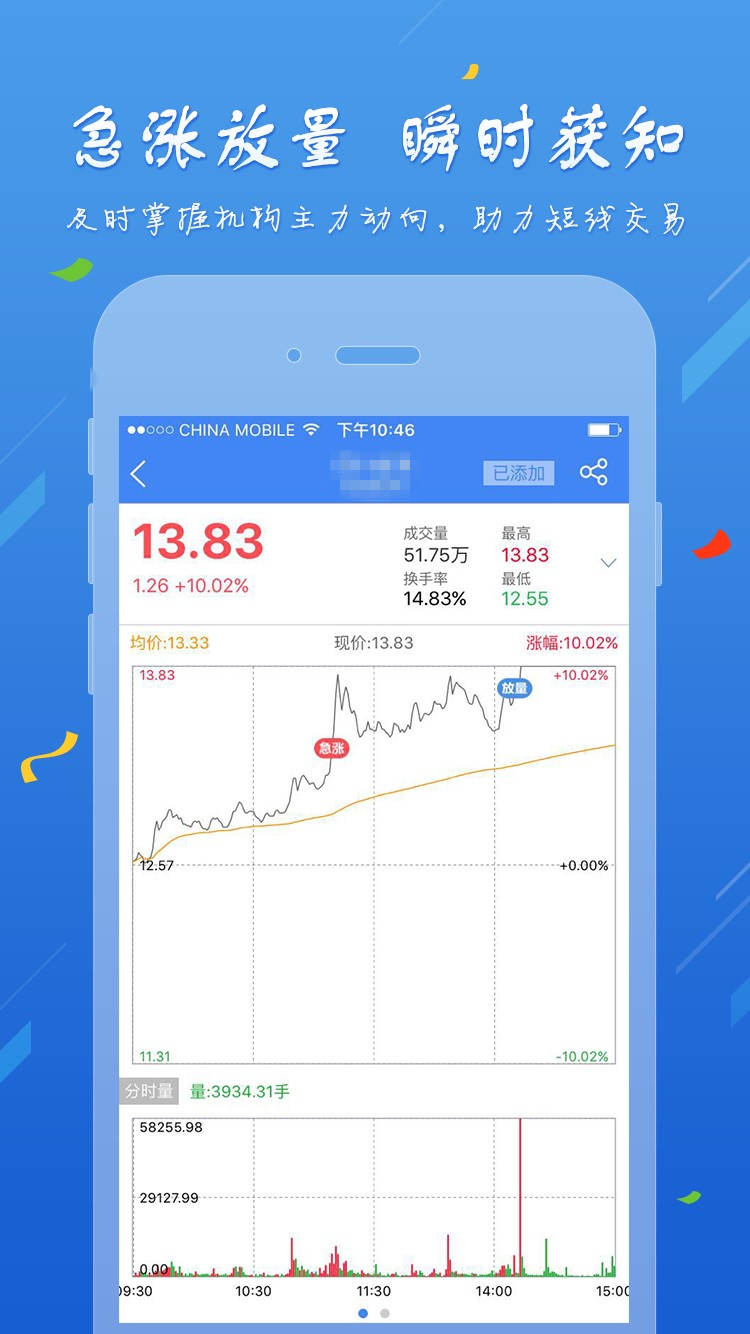 急涨放量 瞬时获知
及时掌握机构主力动向，助力短线交易
CHINA MOBILE 下午10:46
已添加
13.83
1.26 +10.02%
成交量 最高
51.75万 13.83
换手率 最低
14.83% 12.55
均价:13.33 现价:13.83 涨幅:10.02%
13.83 +10.02%
放量
急涨
12.57 +0.00%
11.31 -10.02%
分时量 量:3934.31手
58255.98
29127.99
0.00
09:30 10:30 11:30 14:00 15:00